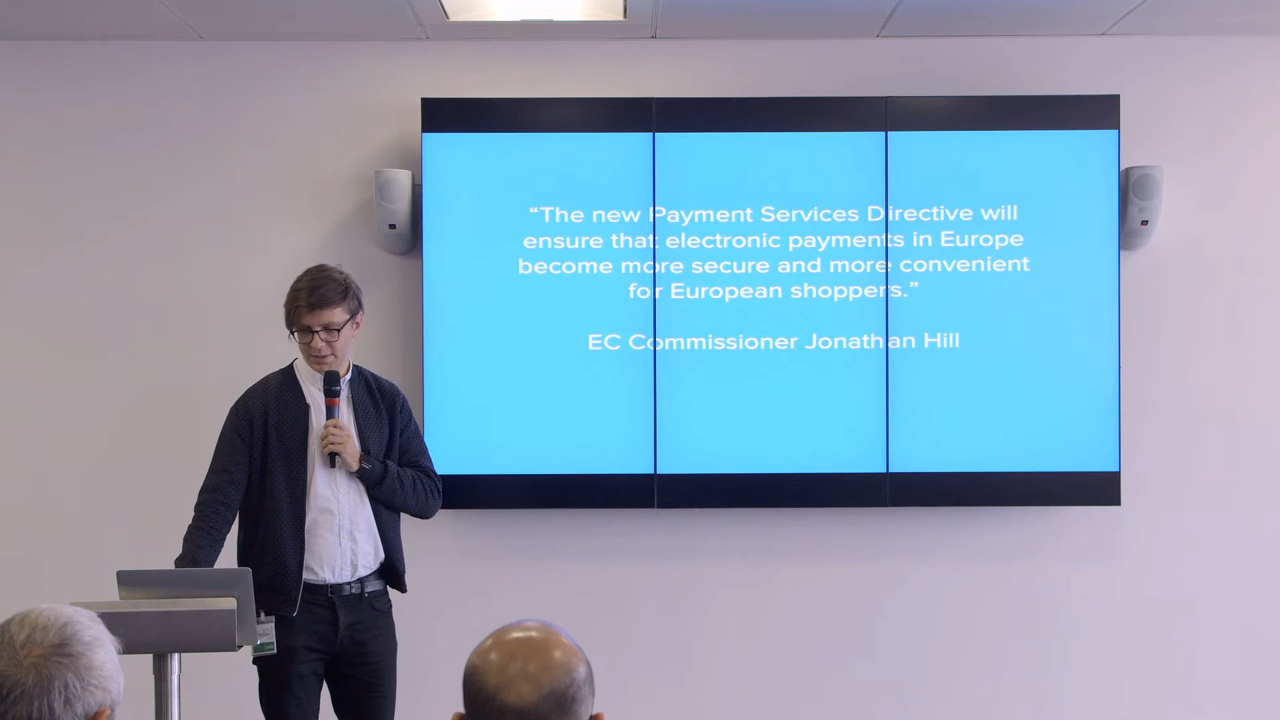 “The new Payment Services Directive will
ensure that electronic payments in Europe
become more secure and more convenient
for European shoppers.”
EC Commissioner Jonathan Hill